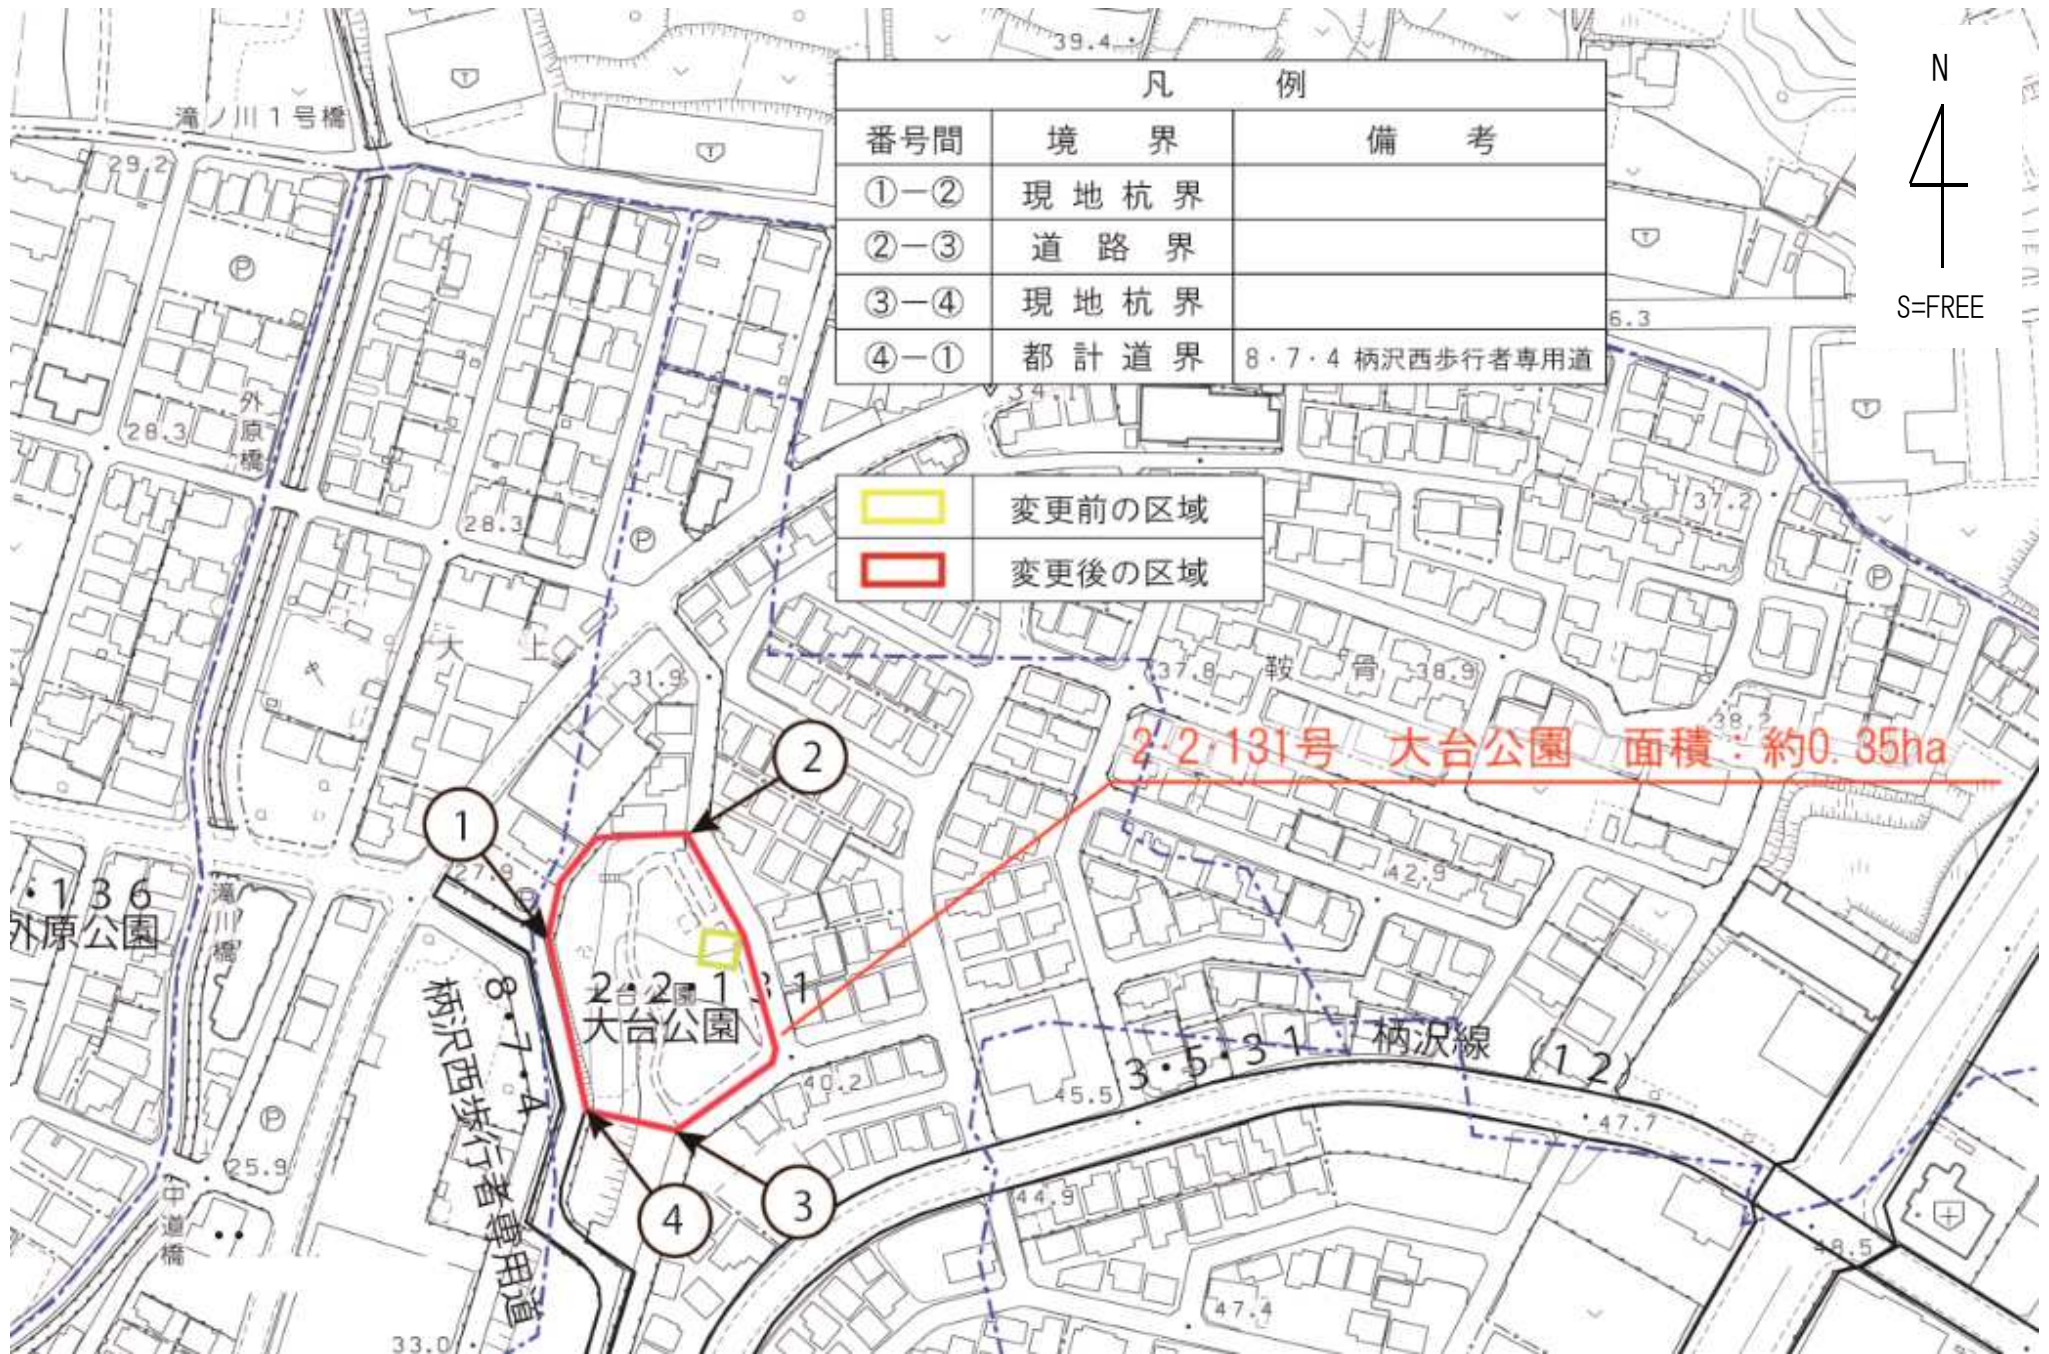 39.4
N
S=FREE
凡 例
番号間 境 界 備 考
①－② 現地杭界
②－③ 道路界
③－④ 現地杭界
④－① 都計道界 8・7・4 柄沢西歩行者専用道
滝ノ川1号橋
29.2
P
6.3
34.1
外原橋
28.3
28.3
P
変更前の区域
変更後の区域
37.2
P
大 上
31.9
37.8 鞍 骨 38.9
38.2
2・2・131号 大台公園 面積：約0.35ha
②
①
27.9
42.9
136
外原公園
滝川橋
公
2・2・131
大台公園
8・7・4
柄沢西歩行者専用道
3・5・31 柄沢線 (12)
40.2
45.5
47.7
P
25.9
中道橋
④
③
44.9
48.5
47.4
33.0